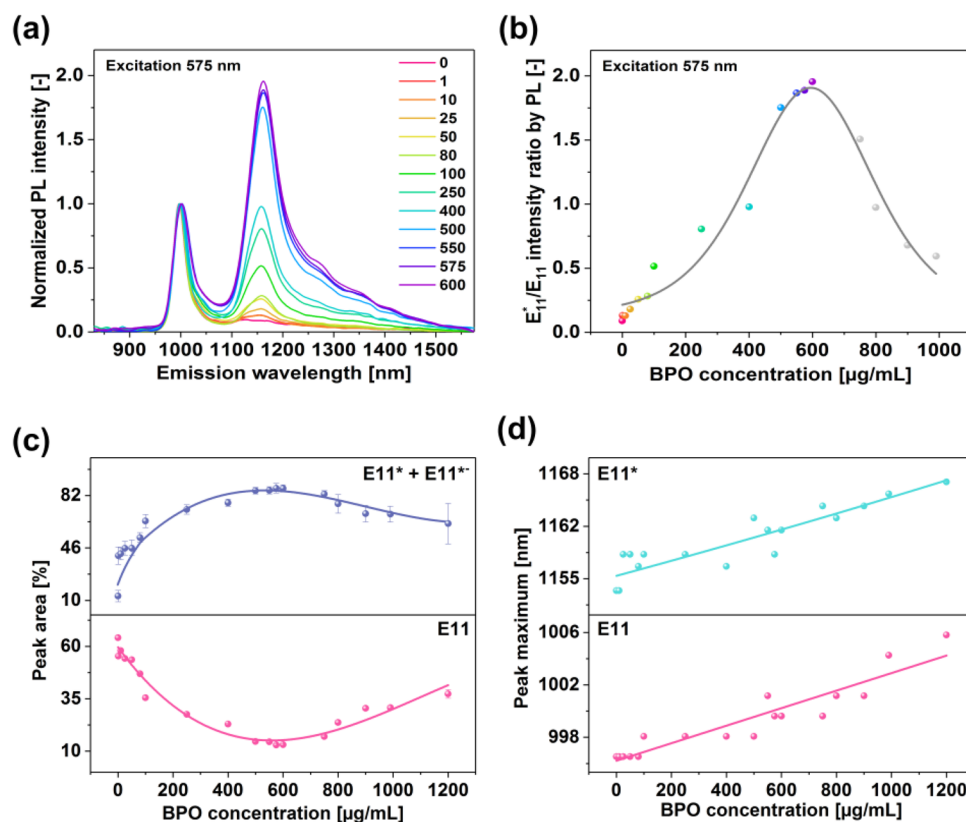 (a)
Excitation 575 nm
Normalized PL intensity [-]
2.0
1.5
1.0
0.5
0.0
0
1
10
25
50
80
100
250
400
500
550
575
600
900 1000 1100 1200 1300 1400 1500
Emission wavelength [nm]
(b)
Excitation 575 nm
E*11/E11 intensity ratio by PL [-]
2.0
1.5
1.0
0.5
0.0
0 200 400 600 800 1000
BPO concentration [µg/mL]
(c)
E11* + E11*-
Peak area [%]
82
46
10
E11
60
35
10
0 200 400 600 800 1000 1200
BPO concentration [µg/mL]
(d)
E11*
Peak maximum [nm]
1168
1162
1155
E11
1006
1002
998
0 200 400 600 800 1000 1200
BPO concentration [µg/mL]